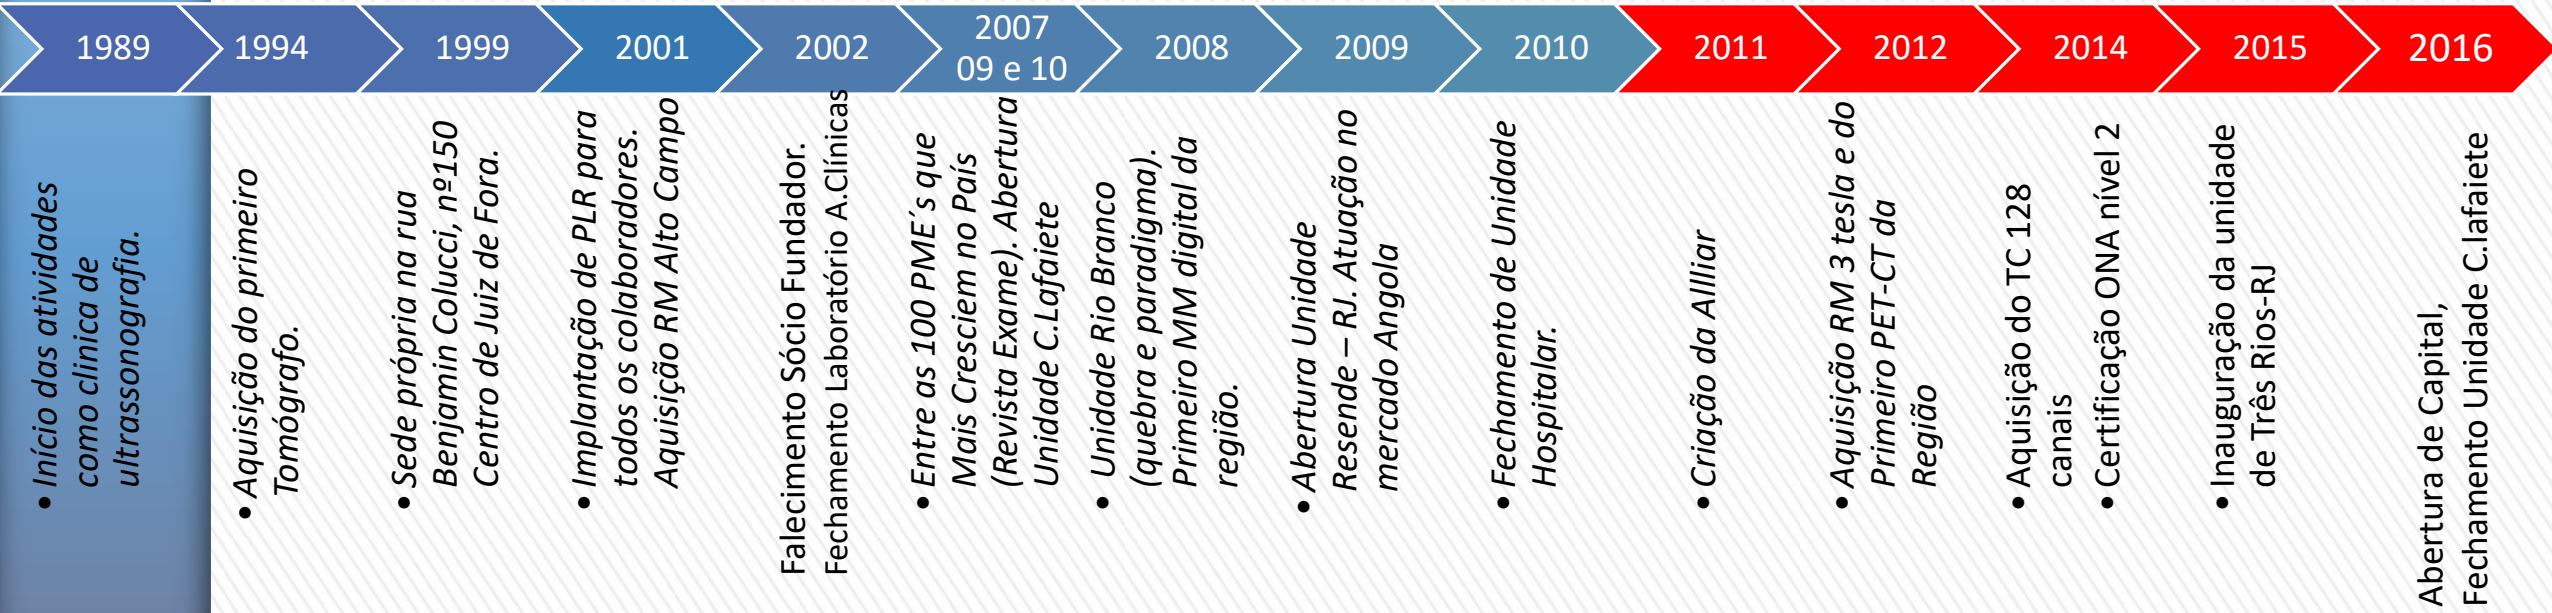 1989
1994
1999
2001
2002
2007
09 e 10
2008
2009
2010
2011
2012
2014
2015
2016
• Início das atividades
como clinica de
ultrassonografia.
• Aquisição do primeiro
Tomógrafo.
• Sede própria na rua
Benjamin Colucci, nº150
Centro de Juiz de Fora.
• Implantação de PLR para
todos os colaboradores.
Aquisição RM Alto Campo
Falecimento Sócio Fundador.
Fechamento Laboratório A.Clínicas
• Entre as 100 PME´s que
Mais Cresciem no País
(Revista Exame). Abertura
Unidade C.Lafaiete
• Unidade Rio Branco
(quebra e paradigma).
Primeiro MM digital da
região.
• Abertura Unidade
Resende – RJ. Atuação no
mercado Angola
• Fechamento de Unidade
Hospitalar.
• Criação da Allliar
• Aquisição RM 3 tesla e do
Primeiro PET-CT da
Região
• Aquisição do TC 128
canais
• Certificação ONA nível 2
• Inauguração da unidade
de Três Rios-RJ
Abertura de Capital,
Fechamento Unidade C.lafaiete